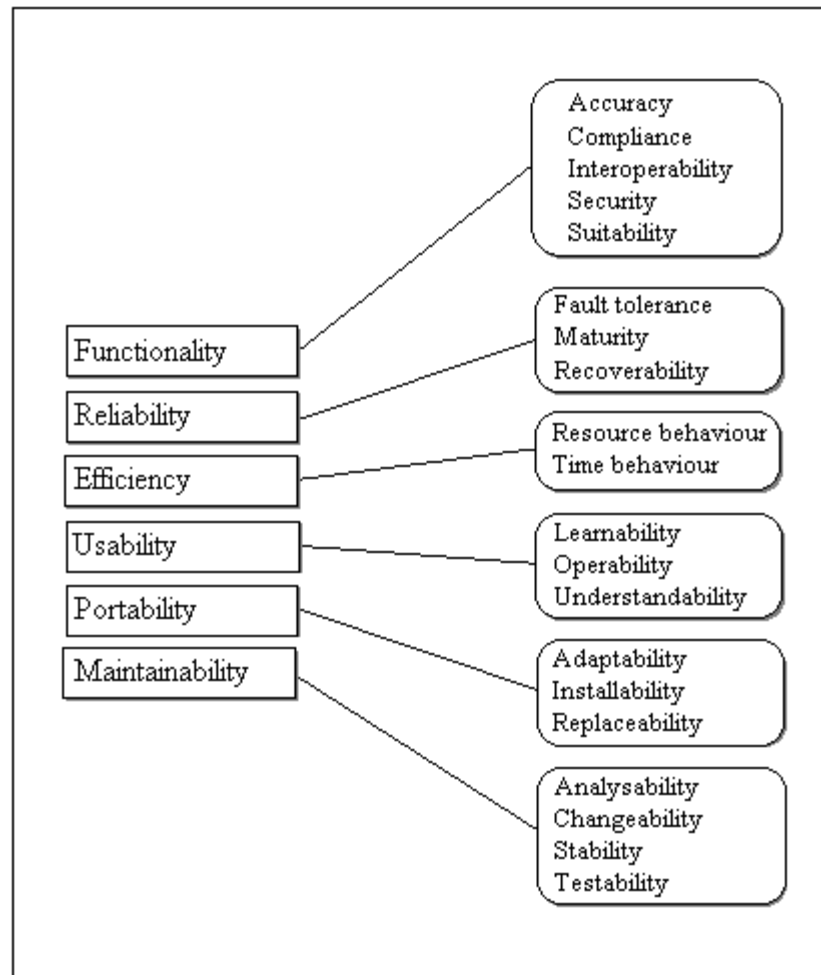 Accuracy
Compliance
Interoperability
Security
Suitability
Functionality
Fault tolerance
Maturity
Recoverability
Reliability
Efficiency
Resource behaviour
Time behaviour
Usability
Learnability
Operability
Understandability
Portability
Adaptability
Installability
Replaceability
Maintainability
Analysability
Changeability
Stability
Testability